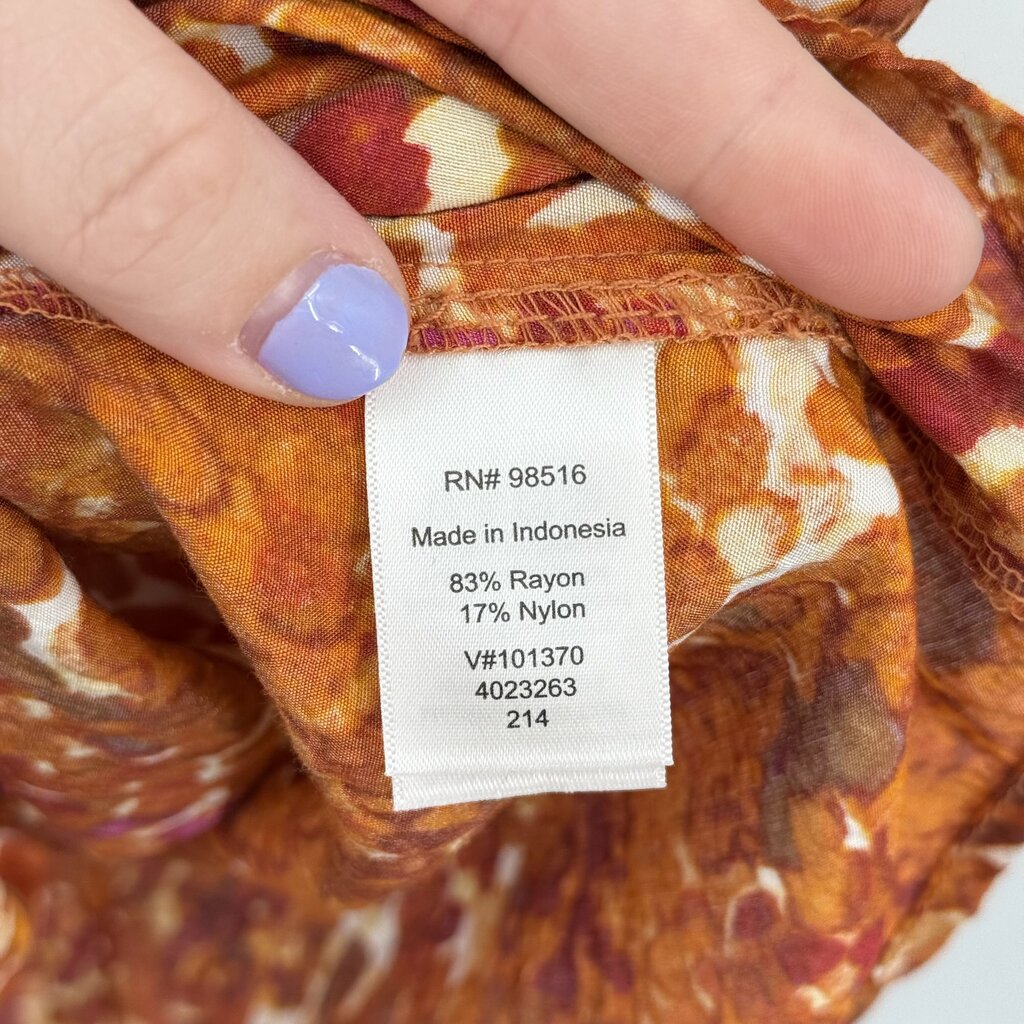 RN# 98516
Made in Indonesia
83% Rayon
17% Nylon
V#101370
4023263
214